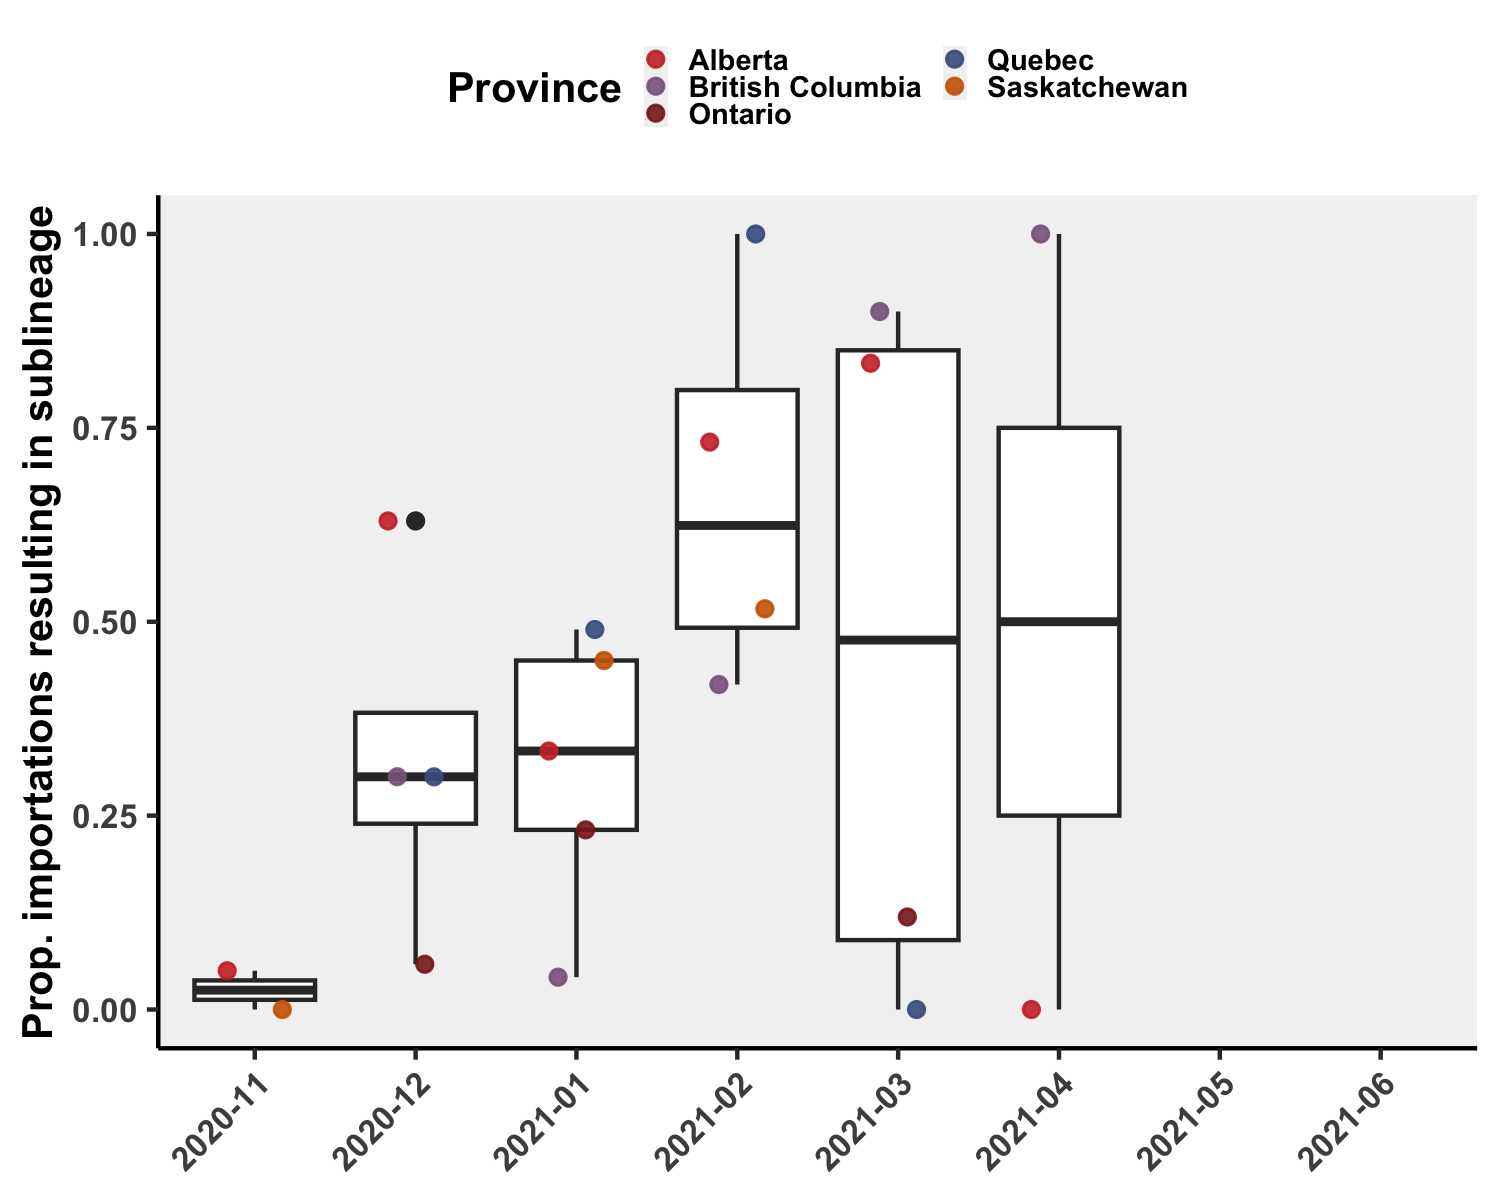 Province
Alberta
British Columbia
Ontario
Quebec
Saskatchewan
Prop. importations resulting in sublineage
1.00
0.75
0.50
0.25
0.00
2020-11
2020-12
2021-01
2021-02
2021-03
2021-04
2021-05
2021-06